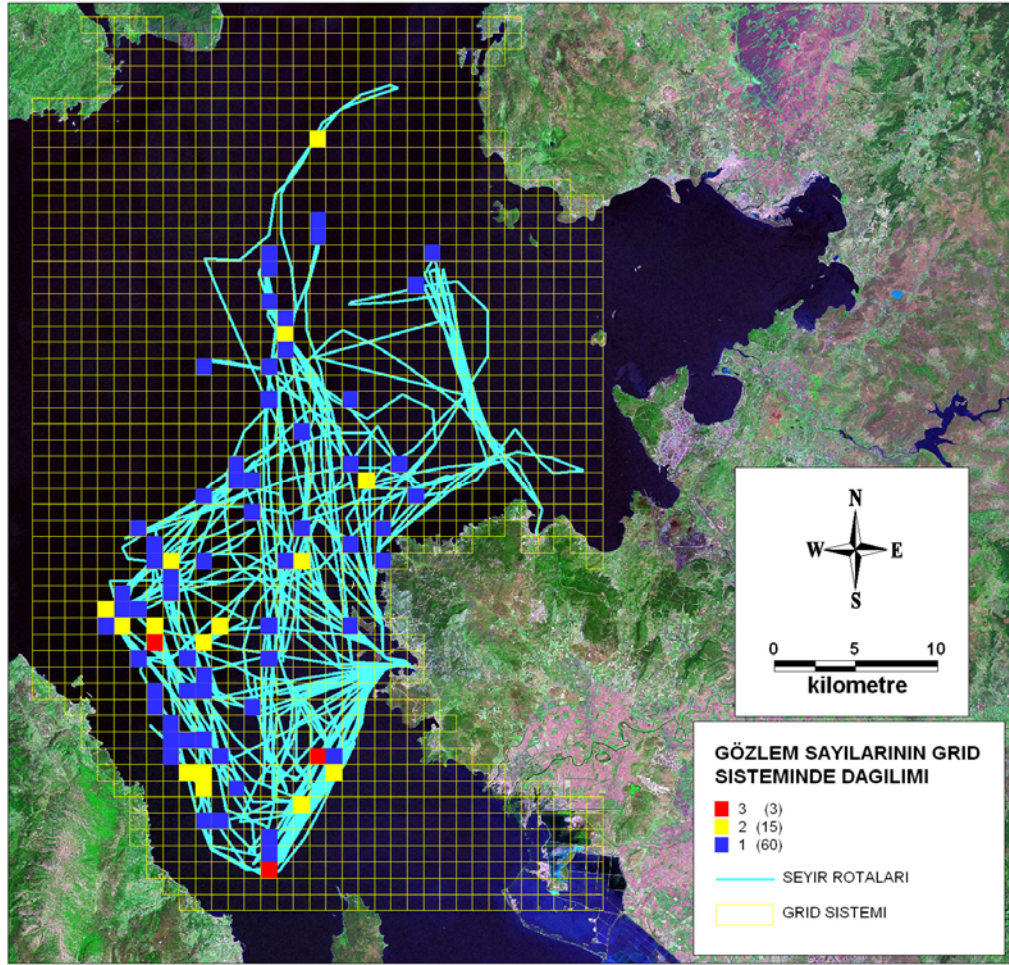 N
W E
S
0 5 10
kilometre
GÖZLEM SAYILARININ GRID
SISTEMINDE DAGILIMI
3 (3)
2 (15)
1 (60)
SEYIR ROTALARI
GRID SISTEMI